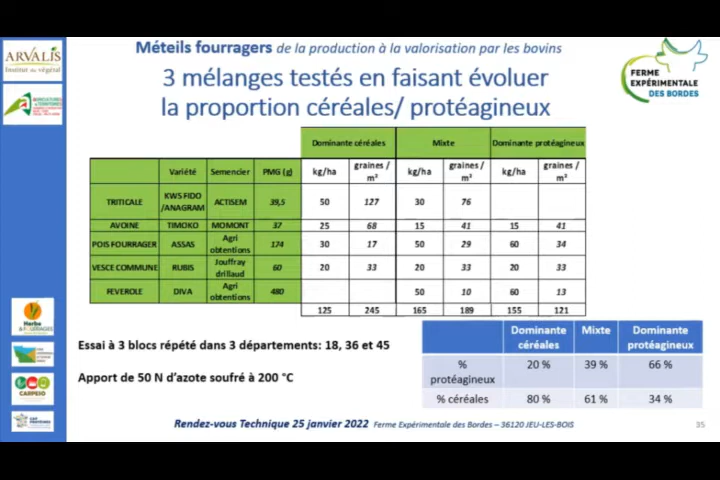 Méteils fourragers de la production à la valorisation par les bovins
ARVALIS
Institut du végétal
3 mélanges testés en faisant évoluer
la proportion céréales/ protéagineux
FERME
EXPÉRIMENTALE
DES BORDES
Dominante céréales Mixte Dominante protéagineux
Variété Semencier PMG (g) kg/ha graines / m² kg/ha graines / m² kg/ha graines / m²
TRITICALE KWS FIDO /ANAGRAM ACTISEM 39,5 50 127 30 76
AVOINE TIMOKO MOMONT 37 25 68 15 41 15 41
POIS FOURRAGER ASSAS Agri obtentions 174 30 17 50 29 60 34
VESCE COMMUNE RUBIS Jouffray drillaud 60 20 33 20 33 20 33
FEVEROLE DIVA Agri obtentions 480 50 10 60 13
125 245 165 189 155 121
Essai à 3 blocs répété dans 3 départements: 18, 36 et 45
Apport de 50 N d'azote soufré à 200 °C
Dominante céréales Mixte Dominante protéagineux
% protéagineux 20 % 39 % 66 %
% céréales 80 % 61 % 34 %
Herbe
& FOURRAGES
CARPESO
Rendez-vous Technique 25 janvier 2022 Ferme Expérimentale des Bordes – 36120 JEU-LES-BOIS
35